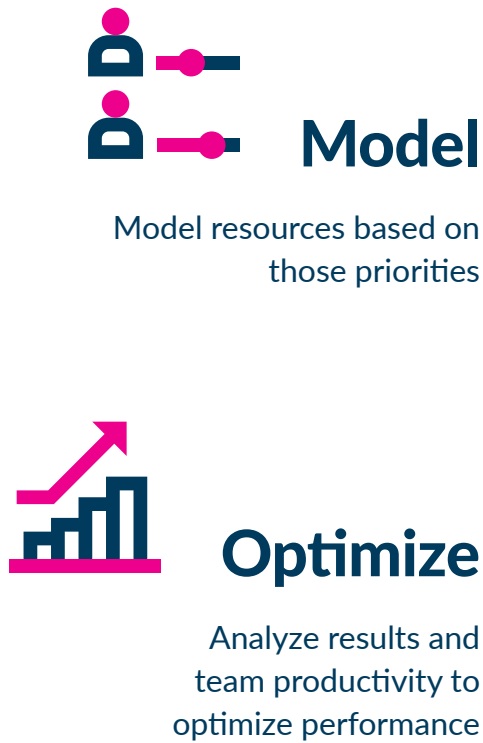 Model
Model resources based on
those priorities
Optimize
Analyze results and
team productivity to
optimize performance